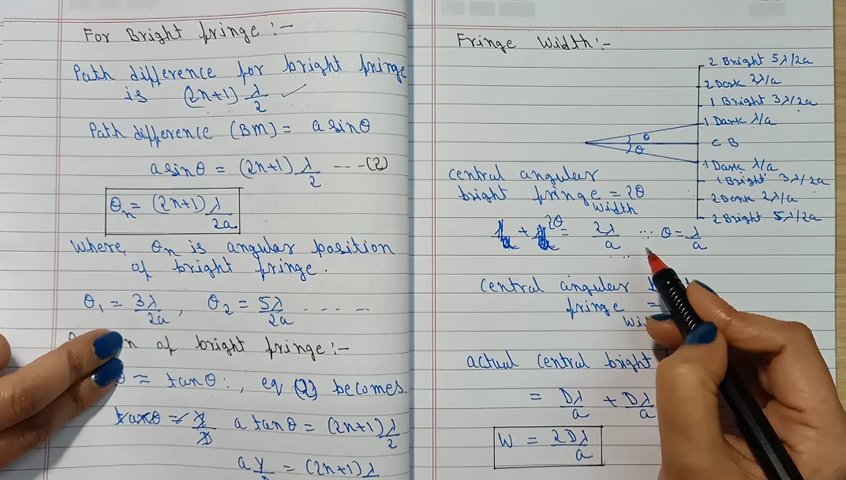 For Bright fringe :-
Path difference for bright fringe
is (2n+1) λ/2 ✓
Path difference (BM) = a sinθ
a sinθ = (2n+1) λ/2 ---- (2)
θn = (2n+1) λ/2a
Where, θn is angular position
of bright fringe.
θ1 = 3λ/2a, θ2 = 5λ/2a ....
of bright fringe :-
≈ tanθ :, eq (2) becomes
a tanθ = (2n+1) λ/2
a y/ = (2n+1) λ
Fringe Width :-
2 Bright 5λ/2a
2 Dark 2λ/a
1 Bright 3λ/2a
1 Dark λ/a
θ
C B
θ
1 Dark λ/a
1 Bright 3λ/2a
2 Dark 2λ/a
2 Bright 5λ/2a
central angular
bright fringe = 2θ
Width
2θ = 2λ/a ∵ θ = λ/a
central angular
fringe =
actual central bright
= Dλ/a + Dλ/a
W = 2Dλ/a